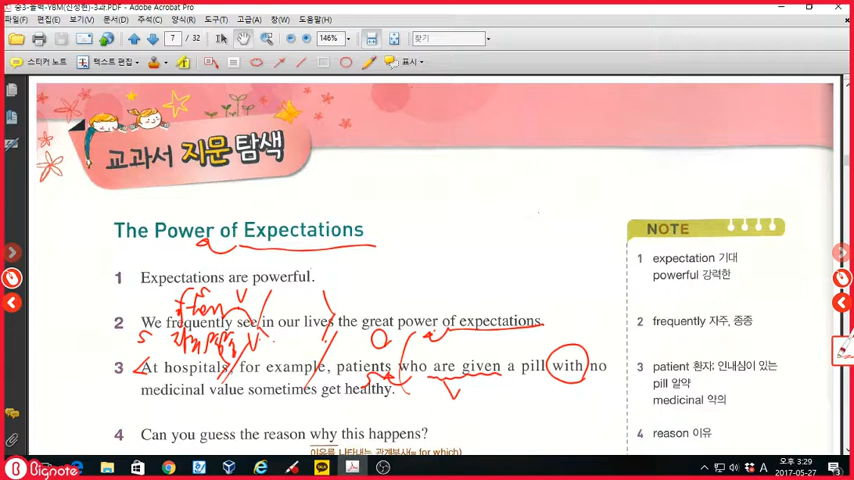 중3-블랙-YBM(신정현)-3과.PDF - Adobe Acrobat Pro
파일(F) 편집(E) 보기(V) 문서(D) 주석(C) 양식(R) 도구(T) 고급(A) 창(W) 도움말(H)
7 / 32 146% 찾기
스티커 노트 텍스트 편집 표시
교과서 지문 탐색
The Power of Expectations
NOTE
1 Expectations are powerful.
1 expectation 기대
powerful 강력한
often V
2 We frequently see in our lives the great power of expectations.
2 frequently 자주, 종종
S V O
3 At hospitals, for example, patients who are given a pill with no
medicinal value sometimes get healthy.
S V
3 patient 환자; 인내심이 있는
pill 알약
medicinal 약의
4 Can you guess the reason why this happens?
이유를 나타내는 관계부사(= for which)
4 reason 이유
Bignote
A 오후 3:29
2017-05-27